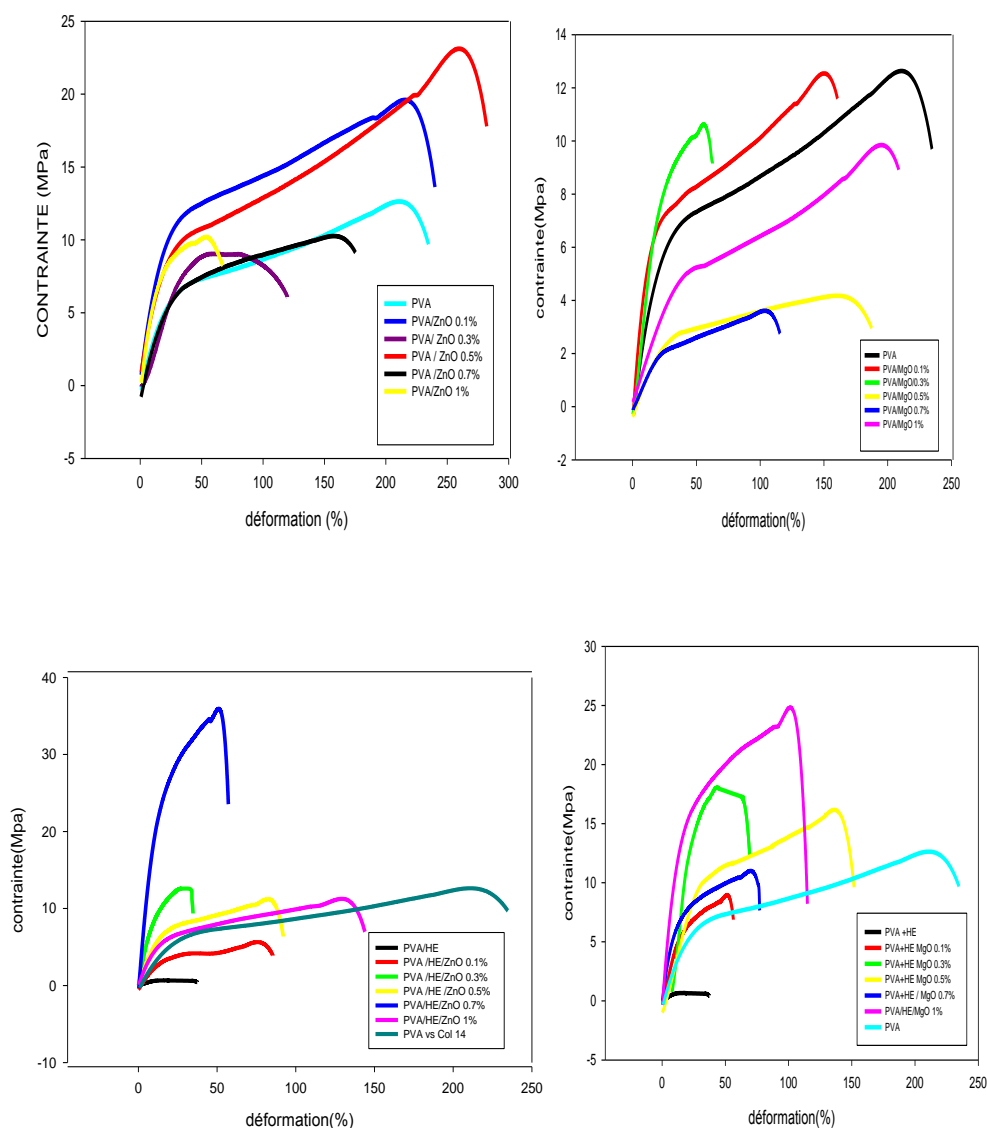 25
20
15
10
5
0
-5
CONTRAINTE (MPa)
0 50 100 150 200 250 300
déformation (%)
PVA
PVA/ZnO 0.1%
PVA/ ZnO 0.3%
PVA / ZnO 0.5%
PVA /ZnO 0.7%
PVA/ZnO 1%
14
12
10
8
6
4
2
0
-2
contrainte(Mpa)
0 50 100 150 200 250
déformation(%)
PVA
PVA/MgO 0.1%
PVA/MgO/0.3%
PVA/MgO 0.5%
PVA/MgO 0.7%
PVA/MgO 1%
40
30
20
10
0
-10
contrainte(Mpa)
0 50 100 150 200 250
déformation(%)
PVA/HE
PVA /HE/ZnO 0.1%
PVA /HE/ZnO 0.3%
PVA /HE /ZnO 0.5%
PVA/HE/ZnO 0.7%
PVA/HE/ZnO 1%
PVA vs Col 14
30
25
20
15
10
5
0
-5
contrainte(Mpa)
0 50 100 150 200 250
déformation(%)
PVA +HE
PVA+HE MgO 0.1%
PVA+HE MgO 0.3%
PVA+HE MgO 0.5%
PVA+HE / MgO 0.7%
PVA/HE/MgO 1%
PVA